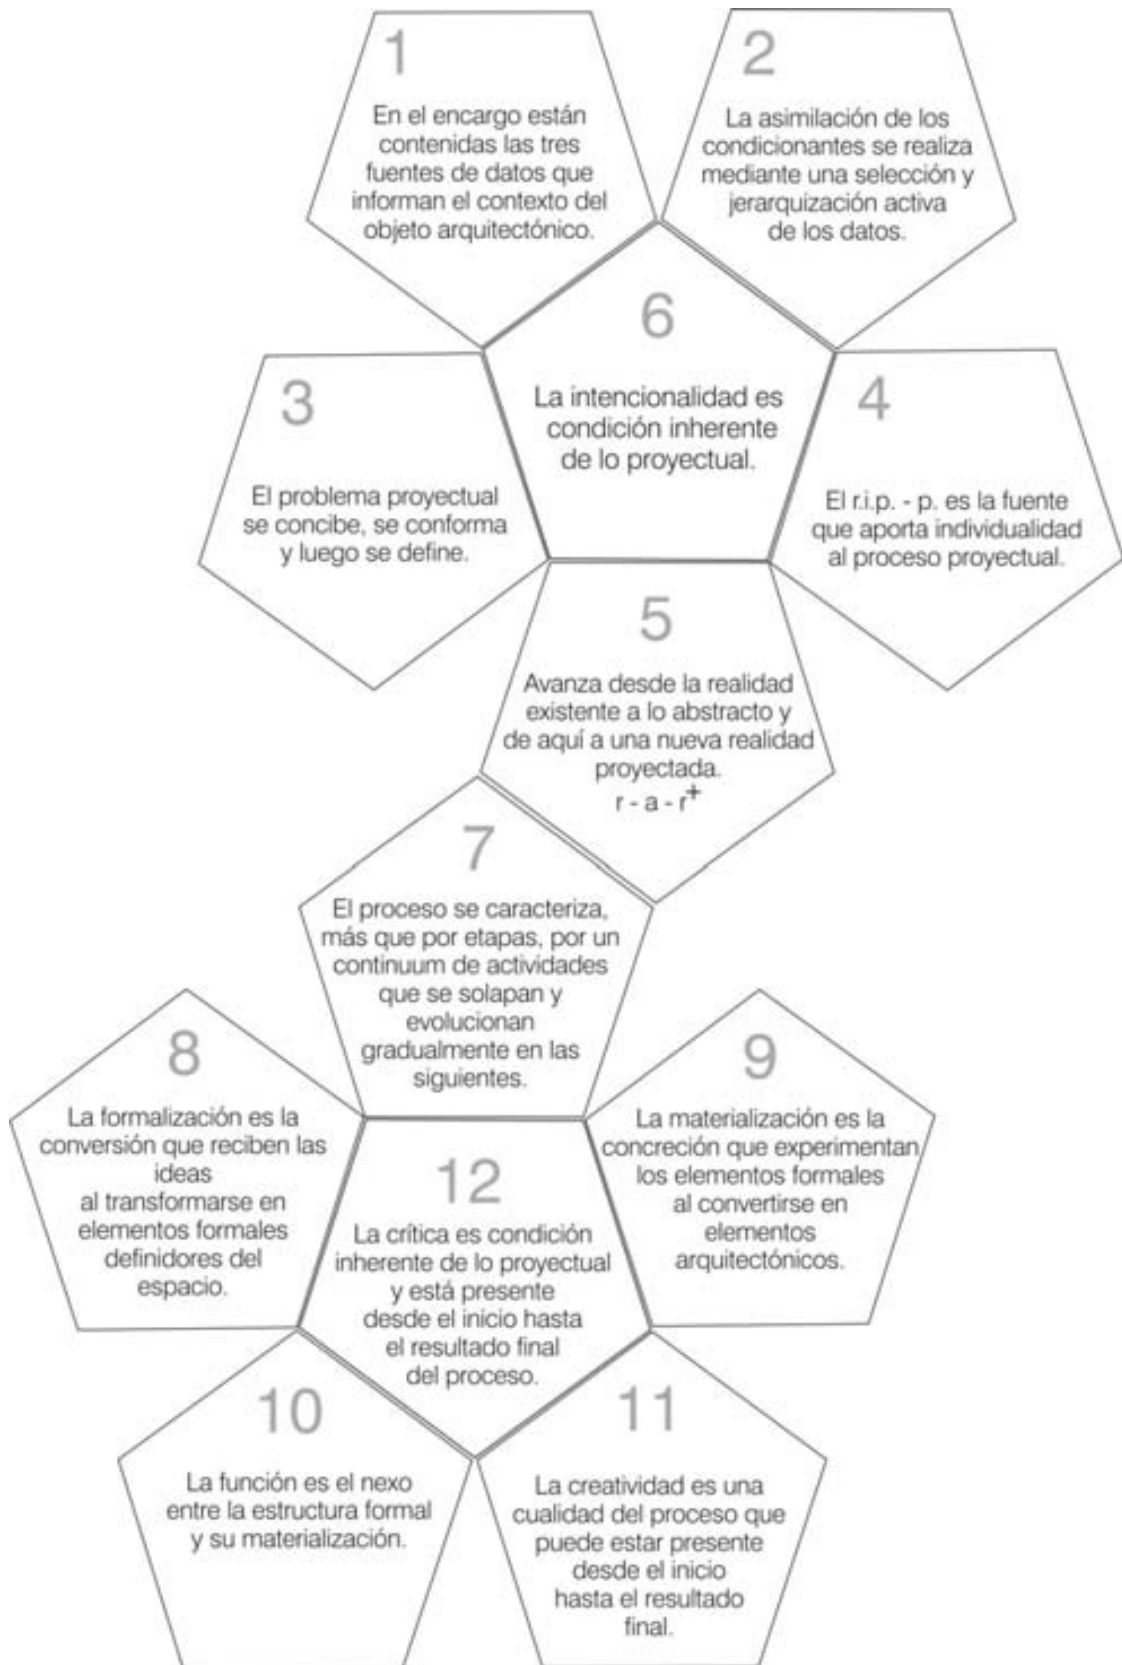 1
En el encargo están
contenidas las tres
fuentes de datos que
informan el contexto del
objeto arquitectónico.
2
La asimilación de los
condicionantes se realiza
mediante una selección y
jerarquización activa
de los datos.
6
La intencionalidad es
condición inherente
de lo proyectual.
3
El problema proyectual
se concibe, se conforma
y luego se define.
4
El r.i.p. - p. es la fuente
que aporta individualidad
al proceso proyectual.
5
Avanza desde la realidad
existente a lo abstracto y
de aquí a una nueva realidad
proyectada.
r - a - r⁺
7
El proceso se caracteriza,
más que por etapas, por un
continuum de actividades
que se solapan y
evolucionan
gradualmente en las
siguientes.
8
La formalización es la
conversión que reciben las
ideas
al transformarse en
elementos formales
definidores del
espacio.
9
La materialización es la
concreción que experimentan
los elementos formales
al convertirse en
elementos
arquitectónicos.
12
La crítica es condición
inherente de lo proyectual
y está presente
desde el inicio hasta
el resultado final
del proceso.
10
La función es el nexo
entre la estructura formal
y su materialización.
11
La creatividad es una
cualidad del proceso que
puede estar presente
desde el inicio
hasta el resultado
final.